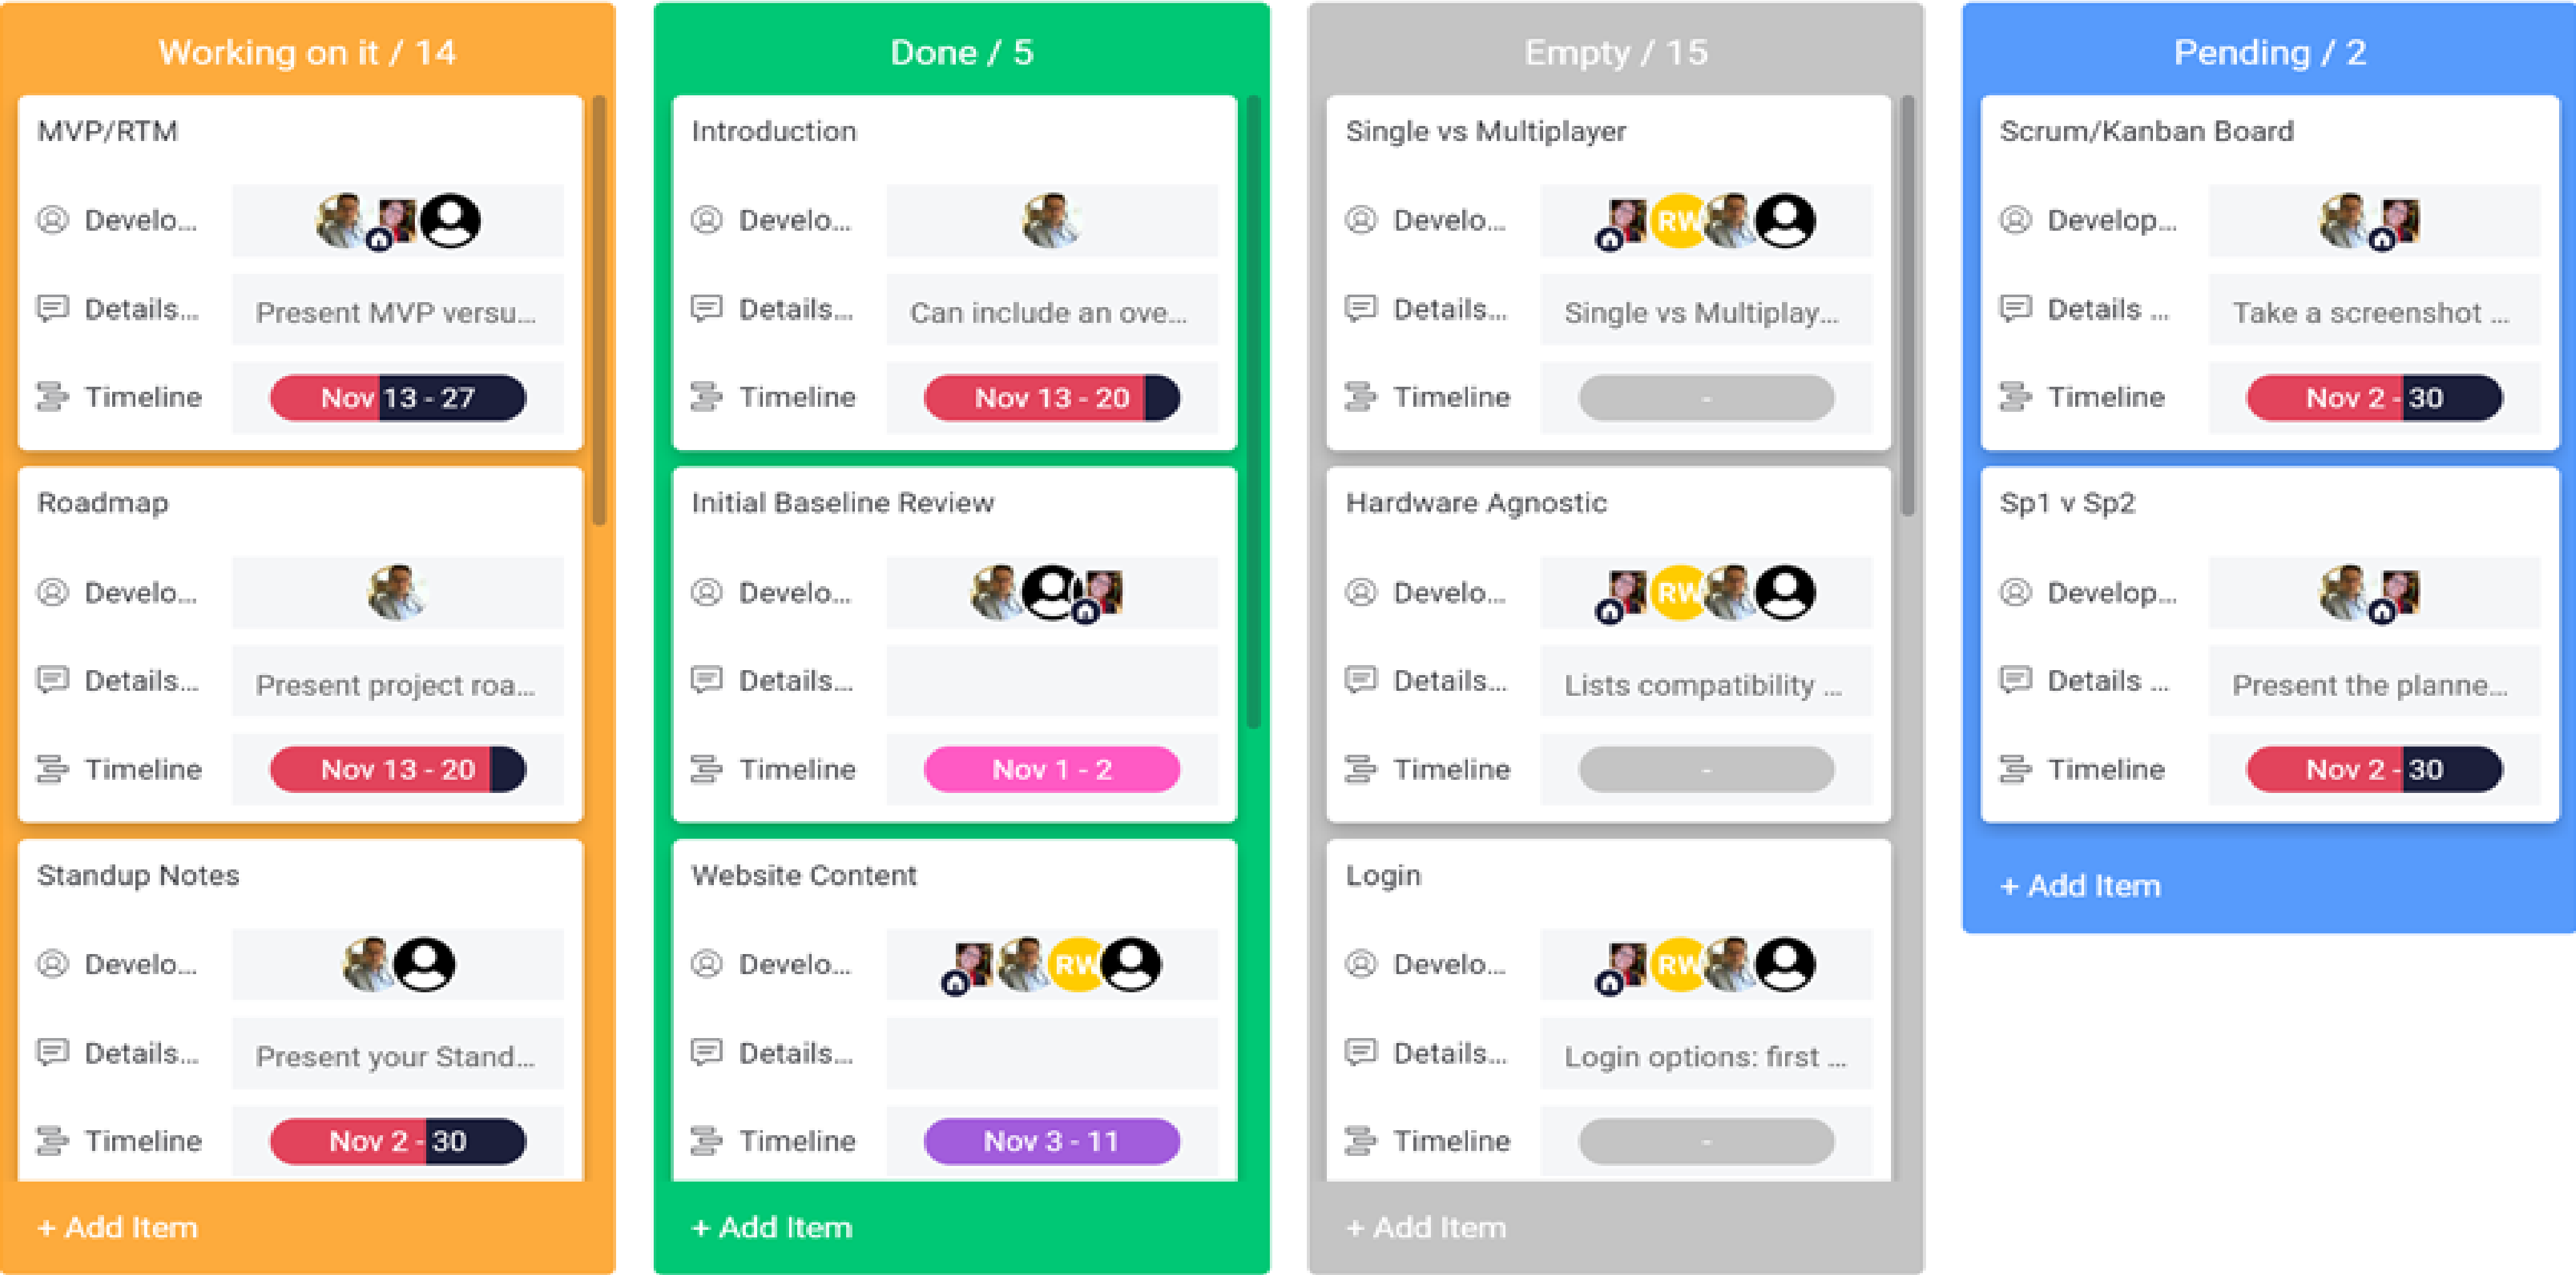 Working on it / 14
MVP/RTM
Develo...
Details... Present MVP versu...
Timeline Nov 13 - 27
Roadmap
Develo...
Details... Present project roa...
Timeline Nov 13 - 20
Standup Notes
Develo...
Details... Present your Stand...
Timeline Nov 2 - 30
+ Add Item
Done / 5
Introduction
Develo...
Details... Can include an ove...
Timeline Nov 13 - 20
Initial Baseline Review
Develo...
Details...
Timeline Nov 1 - 2
Website Content
Develo... RW
Details...
Timeline Nov 3 - 11
+ Add Item
Empty / 15
Single vs Multiplayer
Develo... RW
Details... Single vs Multiplay...
Timeline -
Hardware Agnostic
Develo... RW
Details... Lists compatibility ...
Timeline -
Login
Develo... RW
Details... Login options: first ...
Timeline -
+ Add Item
Pending / 2
Scrum/Kanban Board
Develop...
Details ... Take a screenshot ...
Timeline Nov 2 - 30
Sp1 v Sp2
Develop...
Details ... Present the planne...
Timeline Nov 2 - 30
+ Add Item